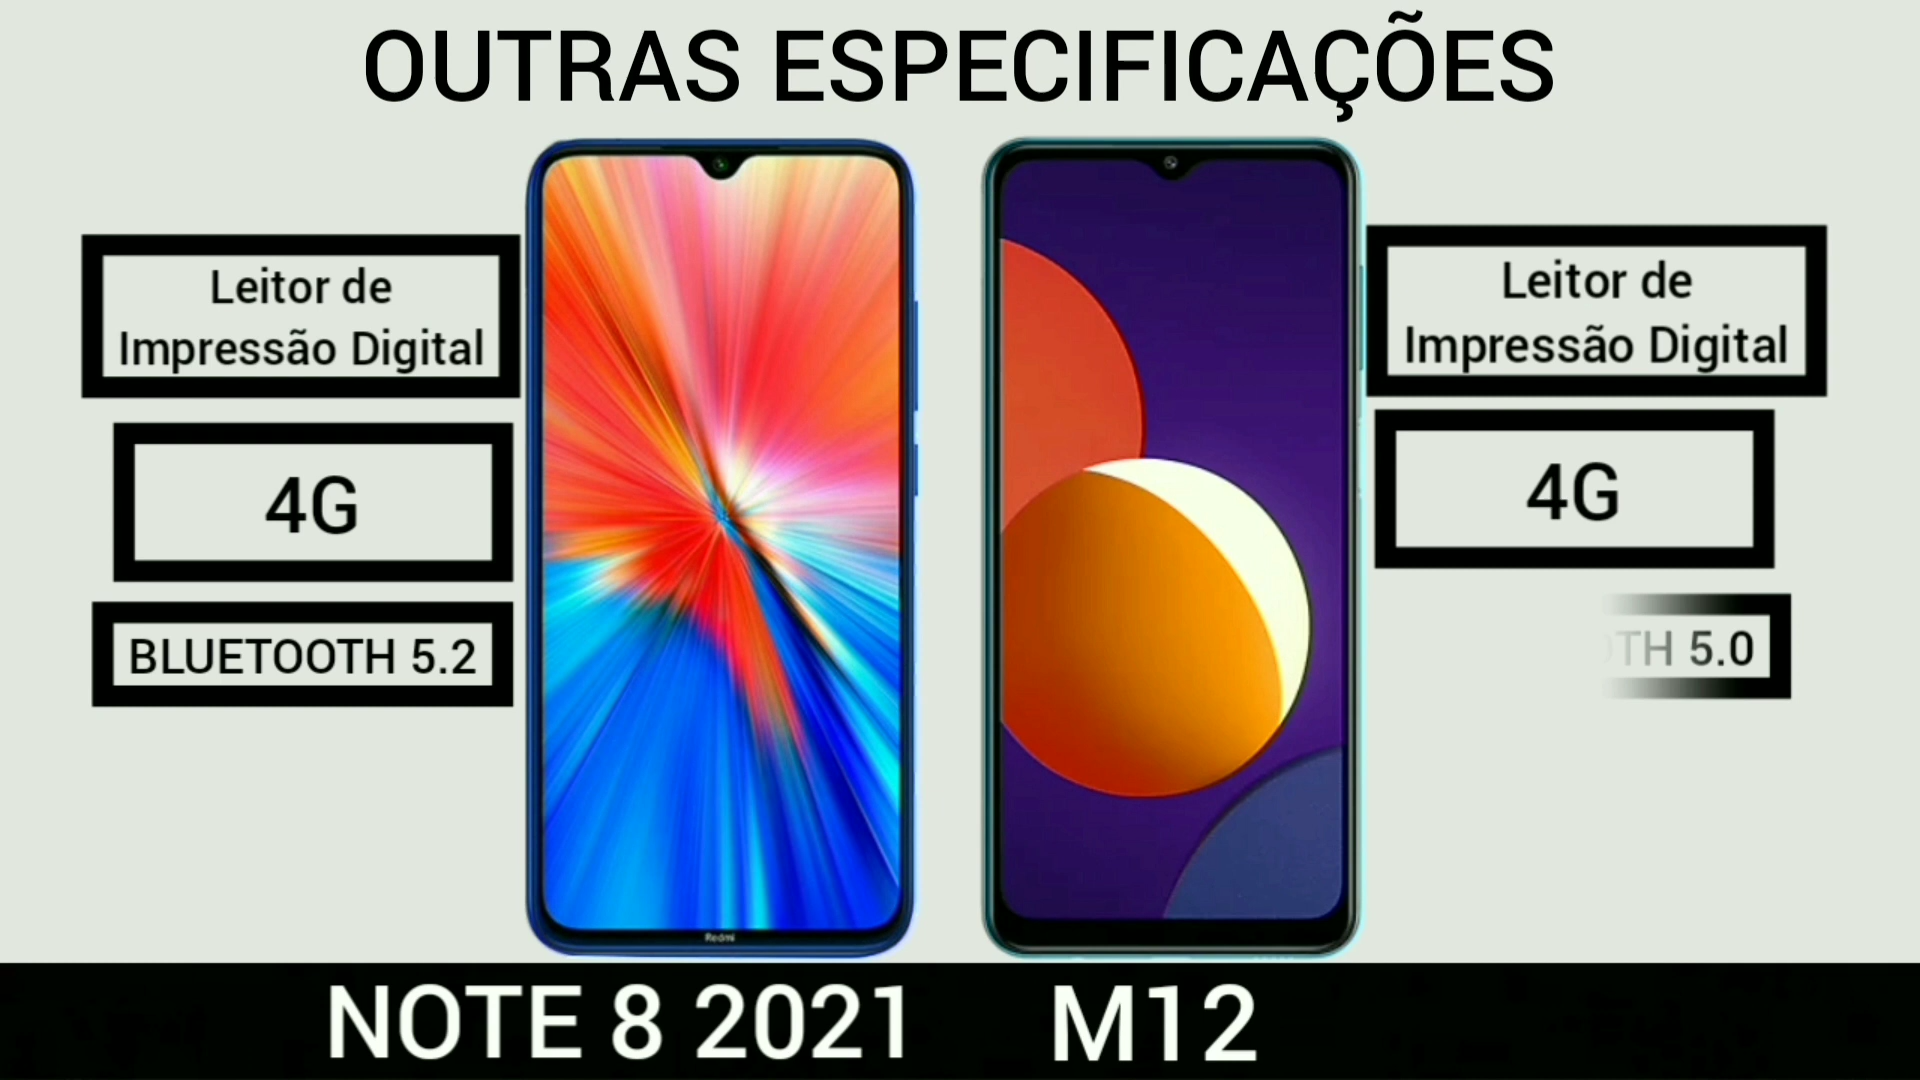 OUTRAS ESPECIFICAÇÕES
Leitor de
Impressão Digital
4G
BLUETOOTH 5.2
Redmi
Leitor de
Impressão Digital
4G
TH 5.0
NOTE 8 2021
M12